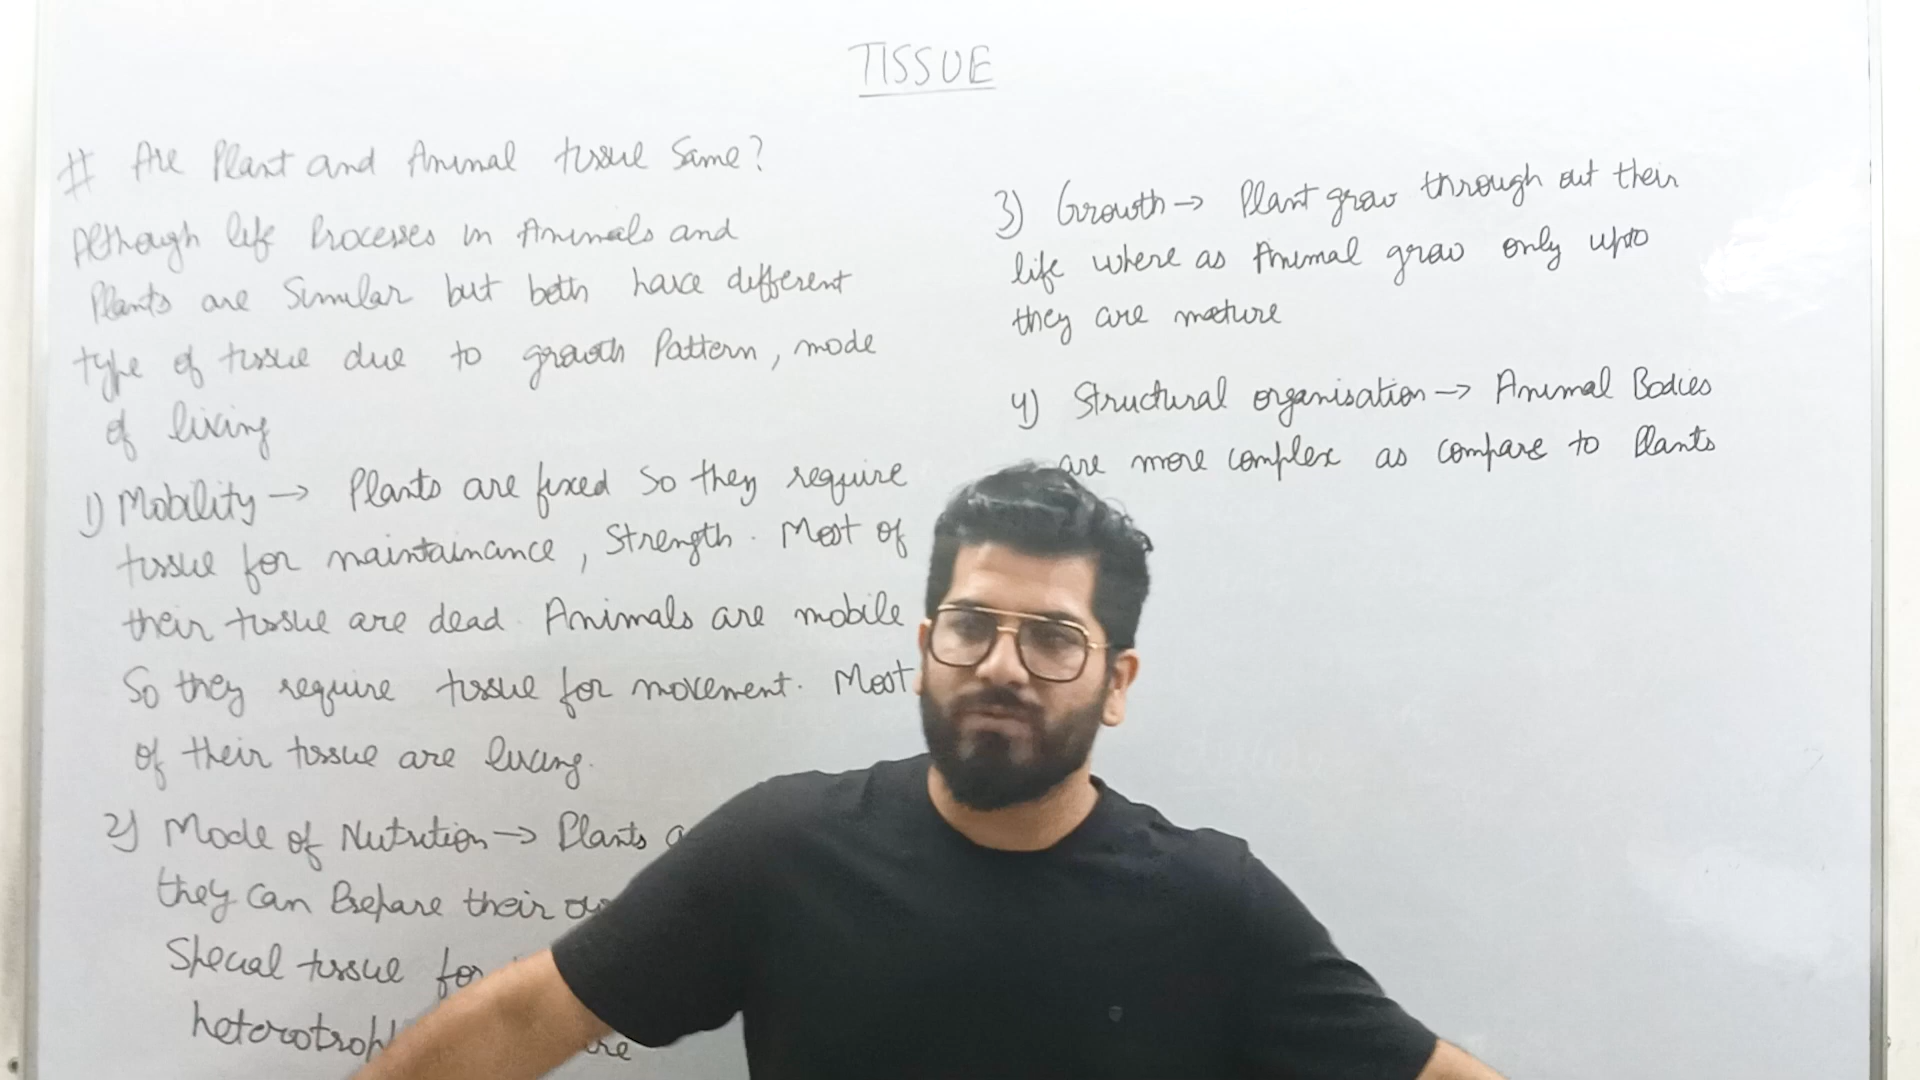 TISSUE
# Are Plant and Animal tissue Same?
Although life Processes in Animals and
Plants are Similar but both have different
type of tissue due to growth Pattern, mode
of living
1) Mobility → Plants are fixed So they require
tissue for maintainance, Strength. Most of
their tissue are dead. Animals are mobile
So they require tissue for movement. Most
of their tissue are living.
2) Mode of Nutrition → Plants
they can Prepare their
Special tissue for
3) Growth → Plant grow through out their
life where as Animal grow only upto
they are mature
4) Structural organisation → Animal Bodies
are more complex as compare to Plants